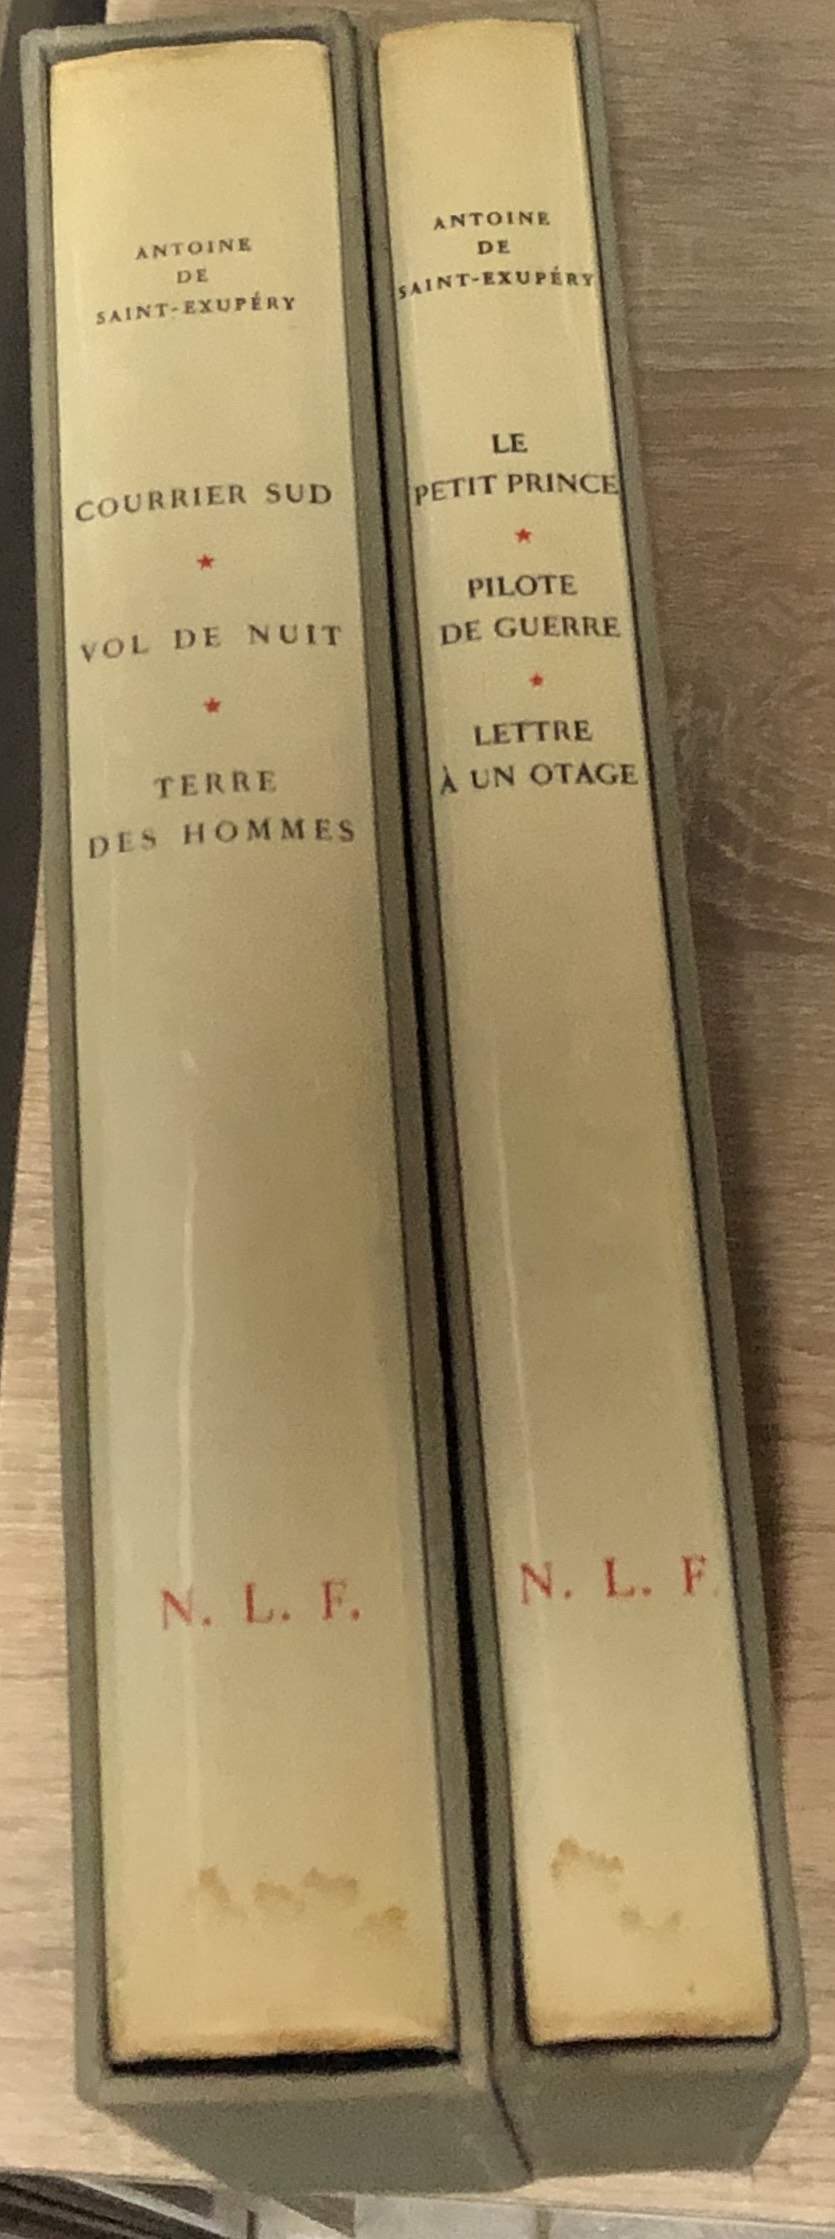 ANTOINE
DE
SAINT-EXUPÉRY
COURRIER SUD
VOL DE NUIT
TERRE
DES HOMMES
N. L. F.
ANTOINE
DE
SAINT-EXUPÉRY
LE
PETIT PRINCE
PILOTE
DE GUERRE
LETTRE
À UN OTAGE
N. L. F.